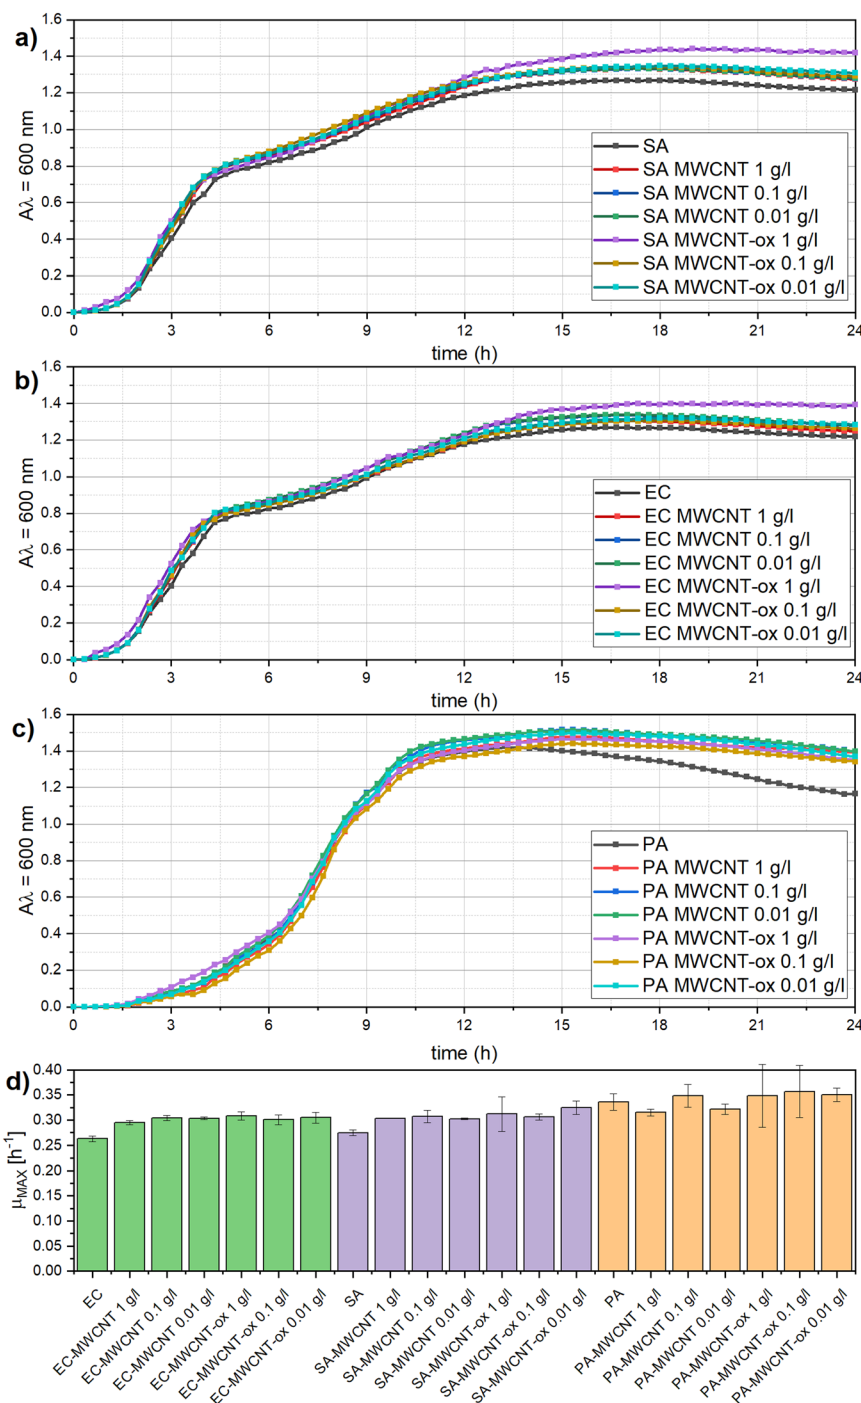 a)
1.6
1.4
1.2
1.0
0.8
0.6
0.4
0.2
0.0
Aλ = 600 nm
SA
SA MWCNT 1 g/l
SA MWCNT 0.1 g/l
SA MWCNT 0.01 g/l
SA MWCNT-ox 1 g/l
SA MWCNT-ox 0.1 g/l
SA MWCNT-ox 0.01 g/l
0 3 6 9 12 15 18 21 24
time (h)
b)
1.6
1.4
1.2
1.0
0.8
0.6
0.4
0.2
0.0
Aλ = 600 nm
EC
EC MWCNT 1 g/l
EC MWCNT 0.1 g/l
EC MWCNT 0.01 g/l
EC MWCNT-ox 1 g/l
EC MWCNT-ox 0.1 g/l
EC MWCNT-ox 0.01 g/l
0 3 6 9 12 15 18 21 24
time (h)
c)
1.6
1.4
1.2
1.0
0.8
0.6
0.4
0.2
0.0
Aλ = 600 nm
PA
PA MWCNT 1 g/l
PA MWCNT 0.1 g/l
PA MWCNT 0.01 g/l
PA MWCNT-ox 1 g/l
PA MWCNT-ox 0.1 g/l
PA MWCNT-ox 0.01 g/l
0 3 6 9 12 15 18 21 24
time (h)
d)
0.40
0.35
0.30
0.25
0.20
0.15
0.10
0.05
0.00
μMAX [h-1]
EC
EC-MWCNT 1 g/l
EC-MWCNT 0.1 g/l
EC-MWCNT 0.01 g/l
EC-MWCNT-ox 1 g/l
EC-MWCNT-ox 0.1 g/l
EC-MWCNT-ox 0.01 g/l
SA
SA-MWCNT 1 g/l
SA-MWCNT 0.1 g/l
SA-MWCNT 0.01 g/l
SA-MWCNT-ox 1 g/l
SA-MWCNT-ox 0.1 g/l
SA-MWCNT-ox 0.01 g/l
PA
PA-MWCNT 1 g/l
PA-MWCNT 0.1 g/l
PA-MWCNT 0.01 g/l
PA-MWCNT-ox 1 g/l
PA-MWCNT-ox 0.1 g/l
PA-MWCNT-ox 0.01 g/l